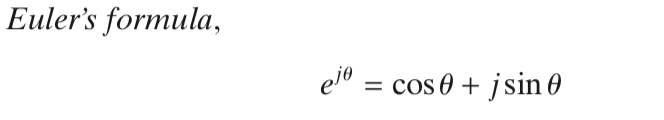 Euler's formula,
e^{jθ} = cos θ + j sin θ